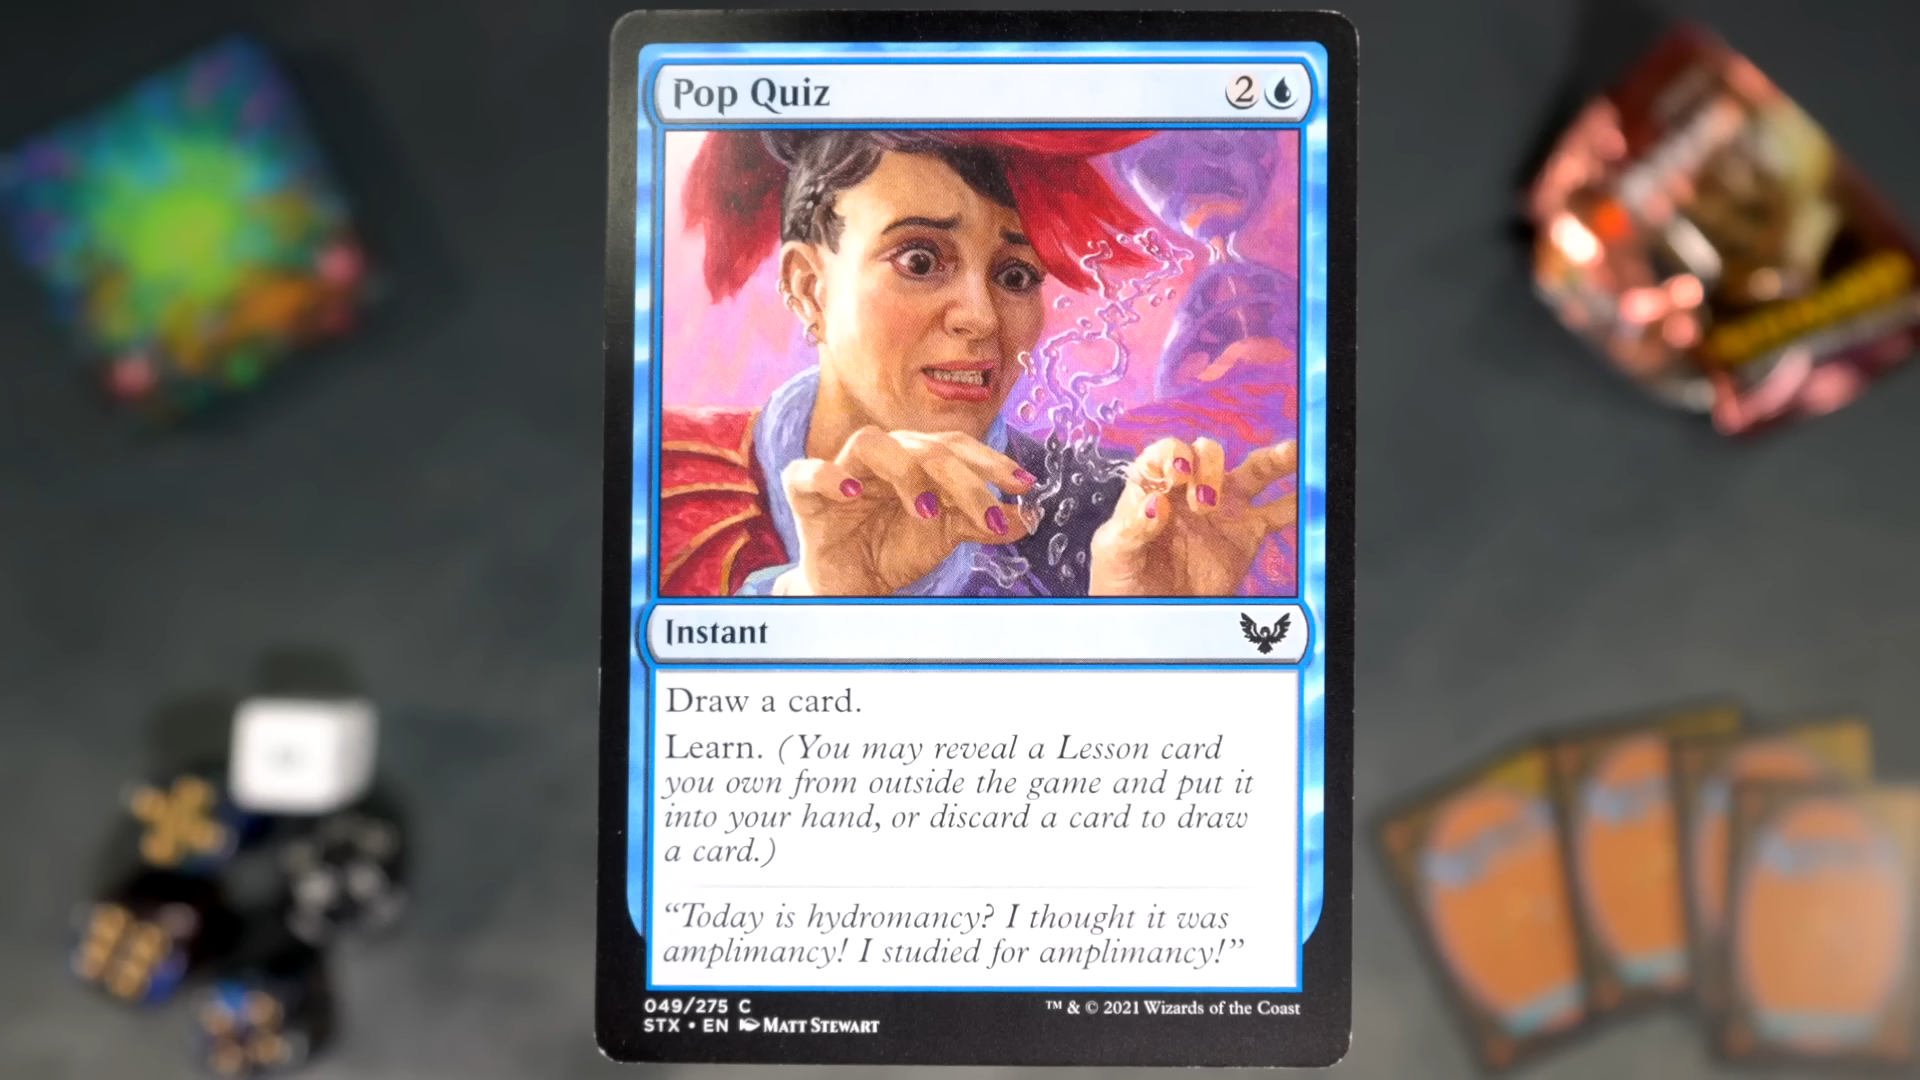 Pop Quiz 2
Instant
Draw a card.
Learn. (You may reveal a Lesson card
you own from outside the game and put it
into your hand, or discard a card to draw
a card.)
“Today is hydromancy? I thought it was
amplimancy! I studied for amplimancy!”
049/275 C
STX • EN MATT STEWART
™ & © 2021 Wizards of the Coast